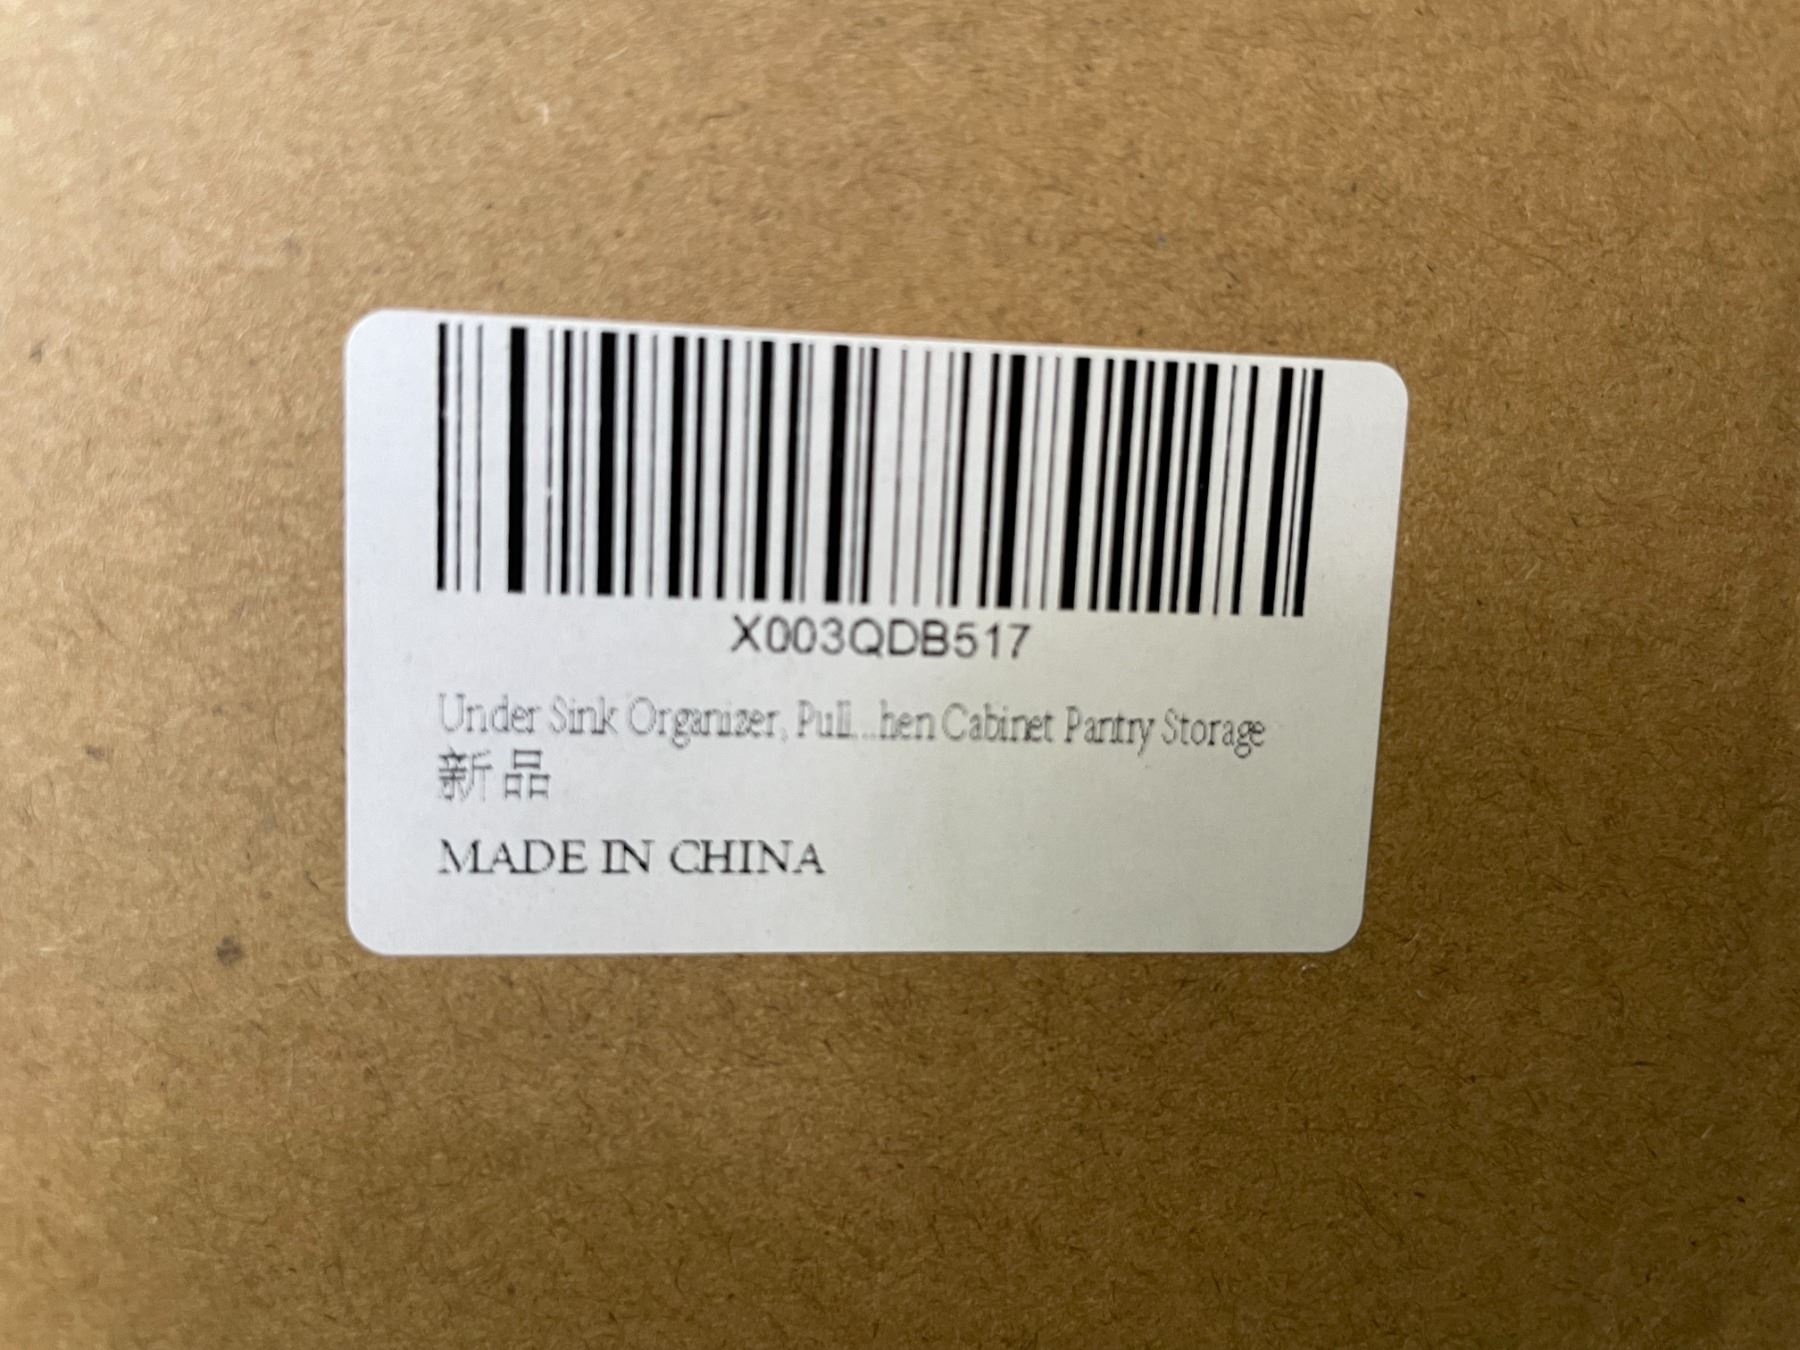 X003QDB517
Under Sink Organizer, Pull...hen Cabinet Pantry Storage
新品
MADE IN CHINA